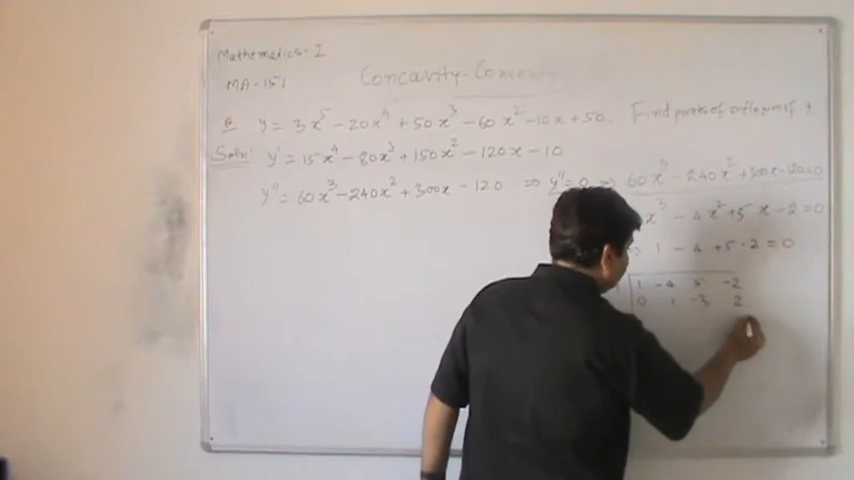 Mathematics-I
MA-151
Concavity-Convexity
Q y = 3x⁵ - 20x⁴ + 50x³ - 60x² - 10x + 50. Find points of inflexions of y.
Soln: y' = 15x⁴ - 80x³ + 150x² - 120x - 10
y'' = 60x³ - 240x² + 300x - 120 ⇒ y'' = 0 ⇒ 60x³ - 240x² + 300x - 120 = 0
x³ - 4x² + 5x - 2 = 0
1 - 4 + 5 - 2 = 0
1 -4 5 -2
0 1 -3 2